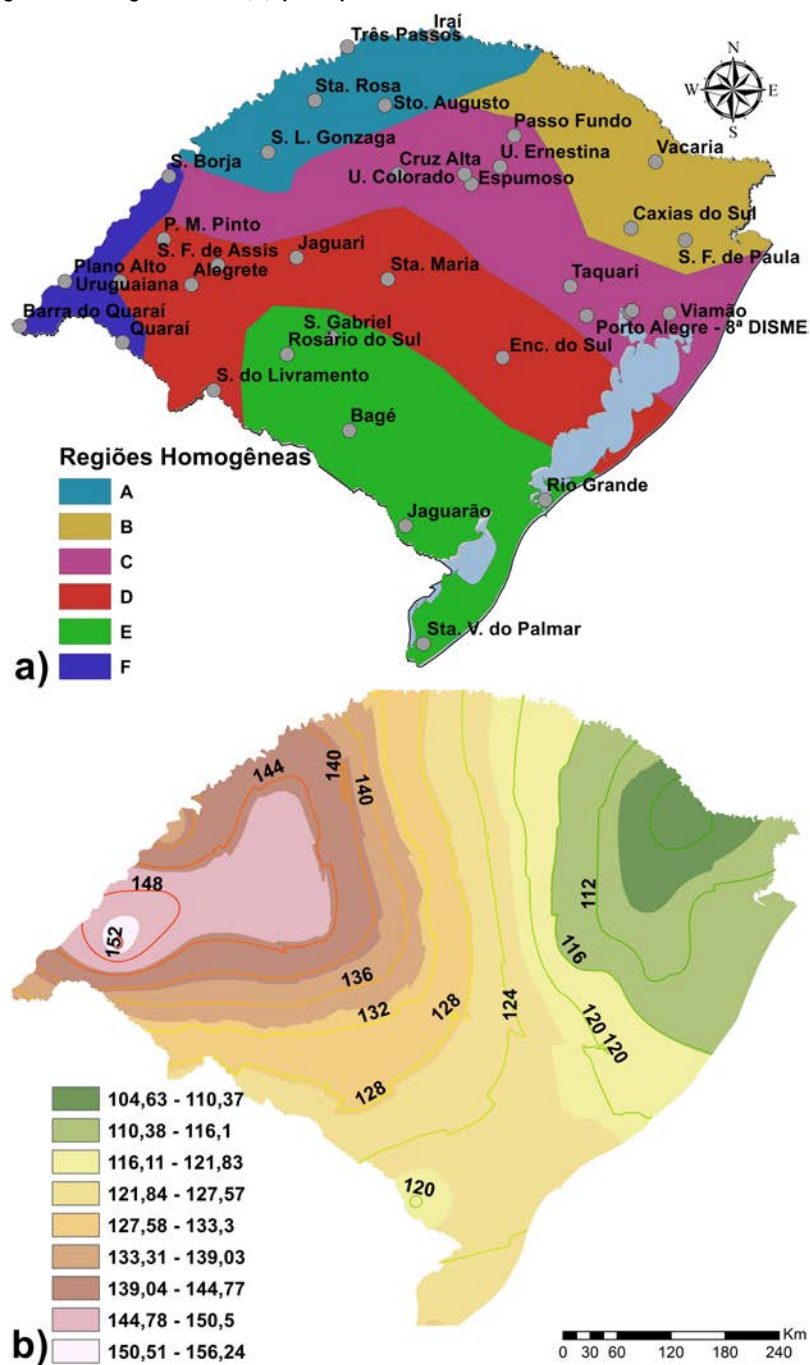 Iraí
Três Passos
N
W E
S
Sta. Rosa
Sto. Augusto
Passo Fundo
S. L. Gonzaga
Cruz Alta
U. Ernestina
Vacaria
S. Borja
U. Colorado
Espumoso
P. M. Pinto
Caxias do Sul
S. F. de Assis
Jaguari
S. F. de Paula
Plano Alto
Alegrete
Sta. Maria
Taquari
Uruguaiana
Barra do Quaraí
Viamão
Quaraí
S. Gabriel
Porto Alegre - 8ª DISME
Rosário do Sul
Enc. do Sul
S. do Livramento
Bagé
Regiões Homogêneas
A
B
Rio Grande
C
Jaguarão
D
E
Sta. V. do Palmar
F
a)
144
140
140
148
112
152
116
136
132
128
124
120
120
128
120
104,63 - 110,37
110,38 - 116,1
116,11 - 121,83
121,84 - 127,57
127,58 - 133,3
133,31 - 139,03
139,04 - 144,77
144,78 - 150,5
150,51 - 156,24
b)
Km
0 30 60 120 180 240